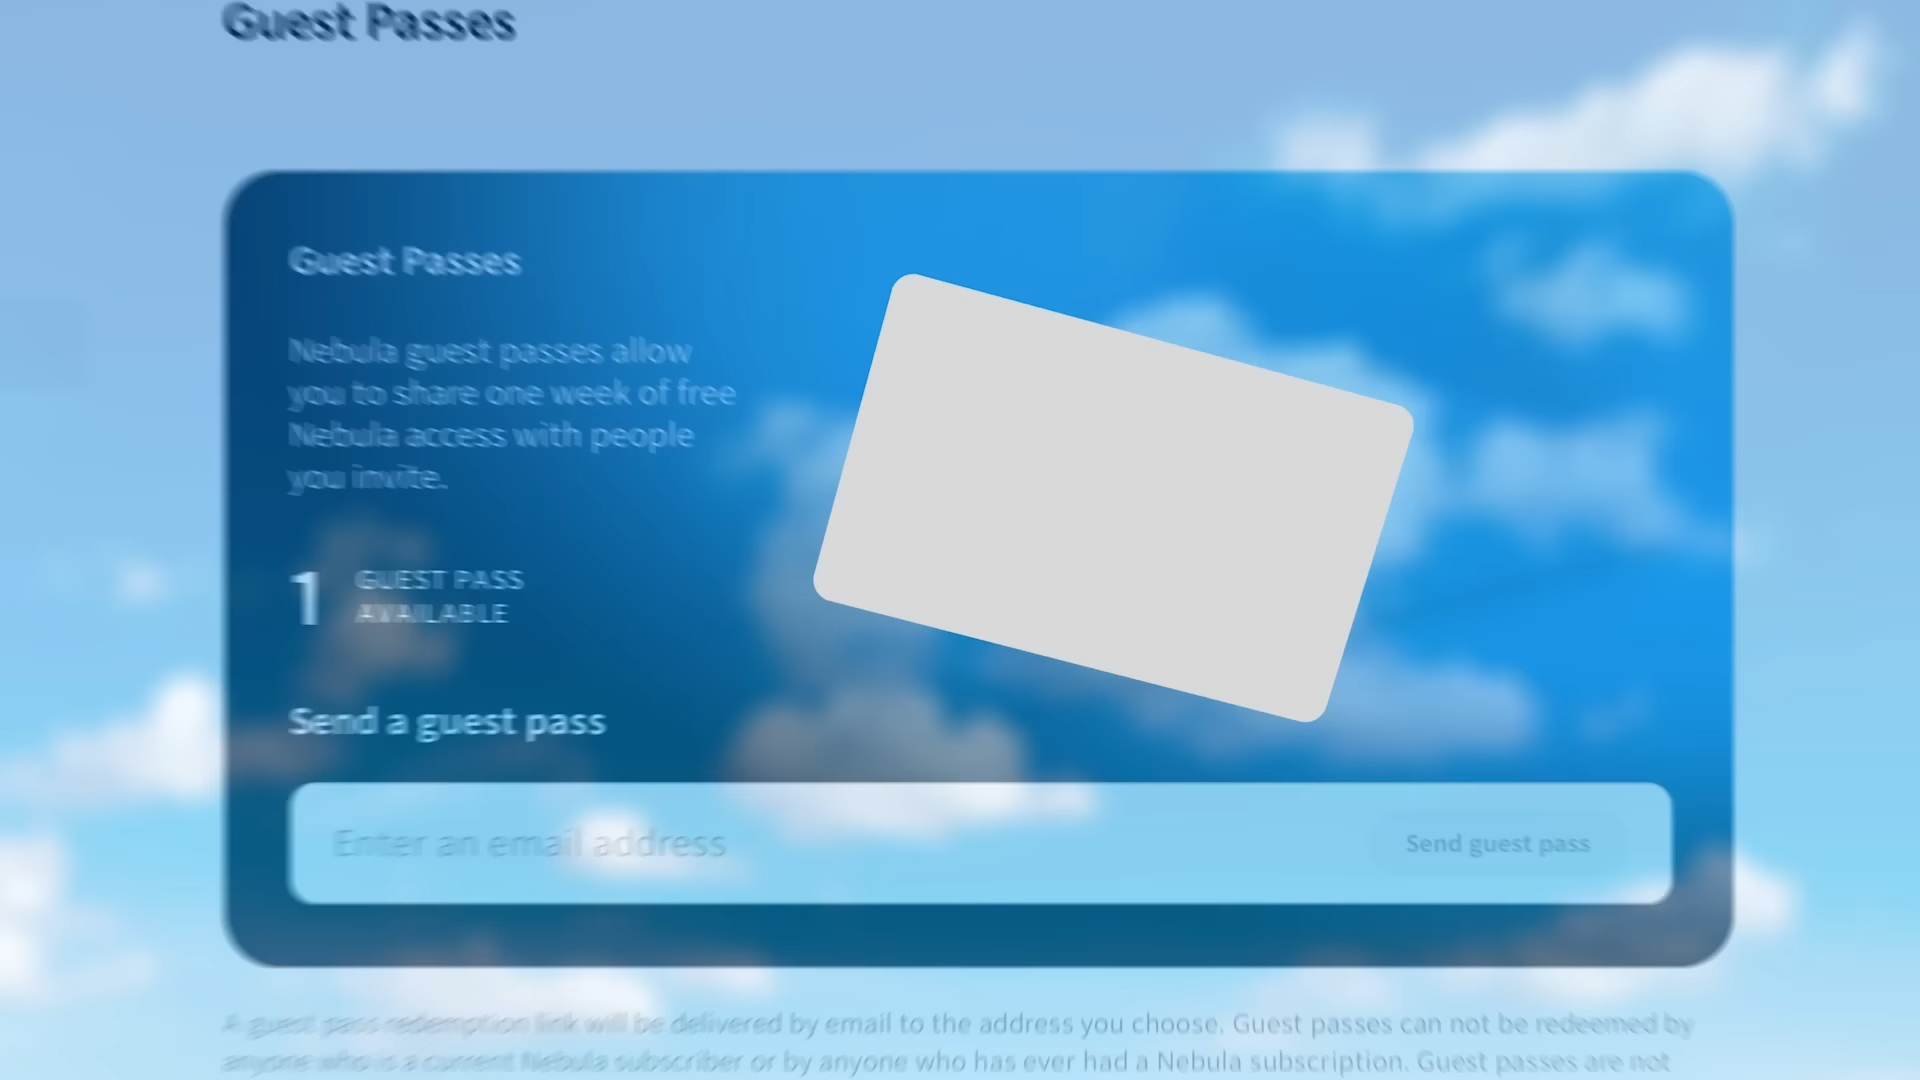 Guest Passes
Guest Passes
Nebula guest passes allow
you to share one week of free
Nebula access with people
you invite.
1 GUEST PASS
AVAILABLE
Send a guest pass
Enter an email address
Send guest pass
A guest pass redemption link will be delivered by email to the address you choose. Guest passes can not be redeemed by
anyone who is a current Nebula subscriber or by anyone who has ever had a Nebula subscription. Guest passes are not